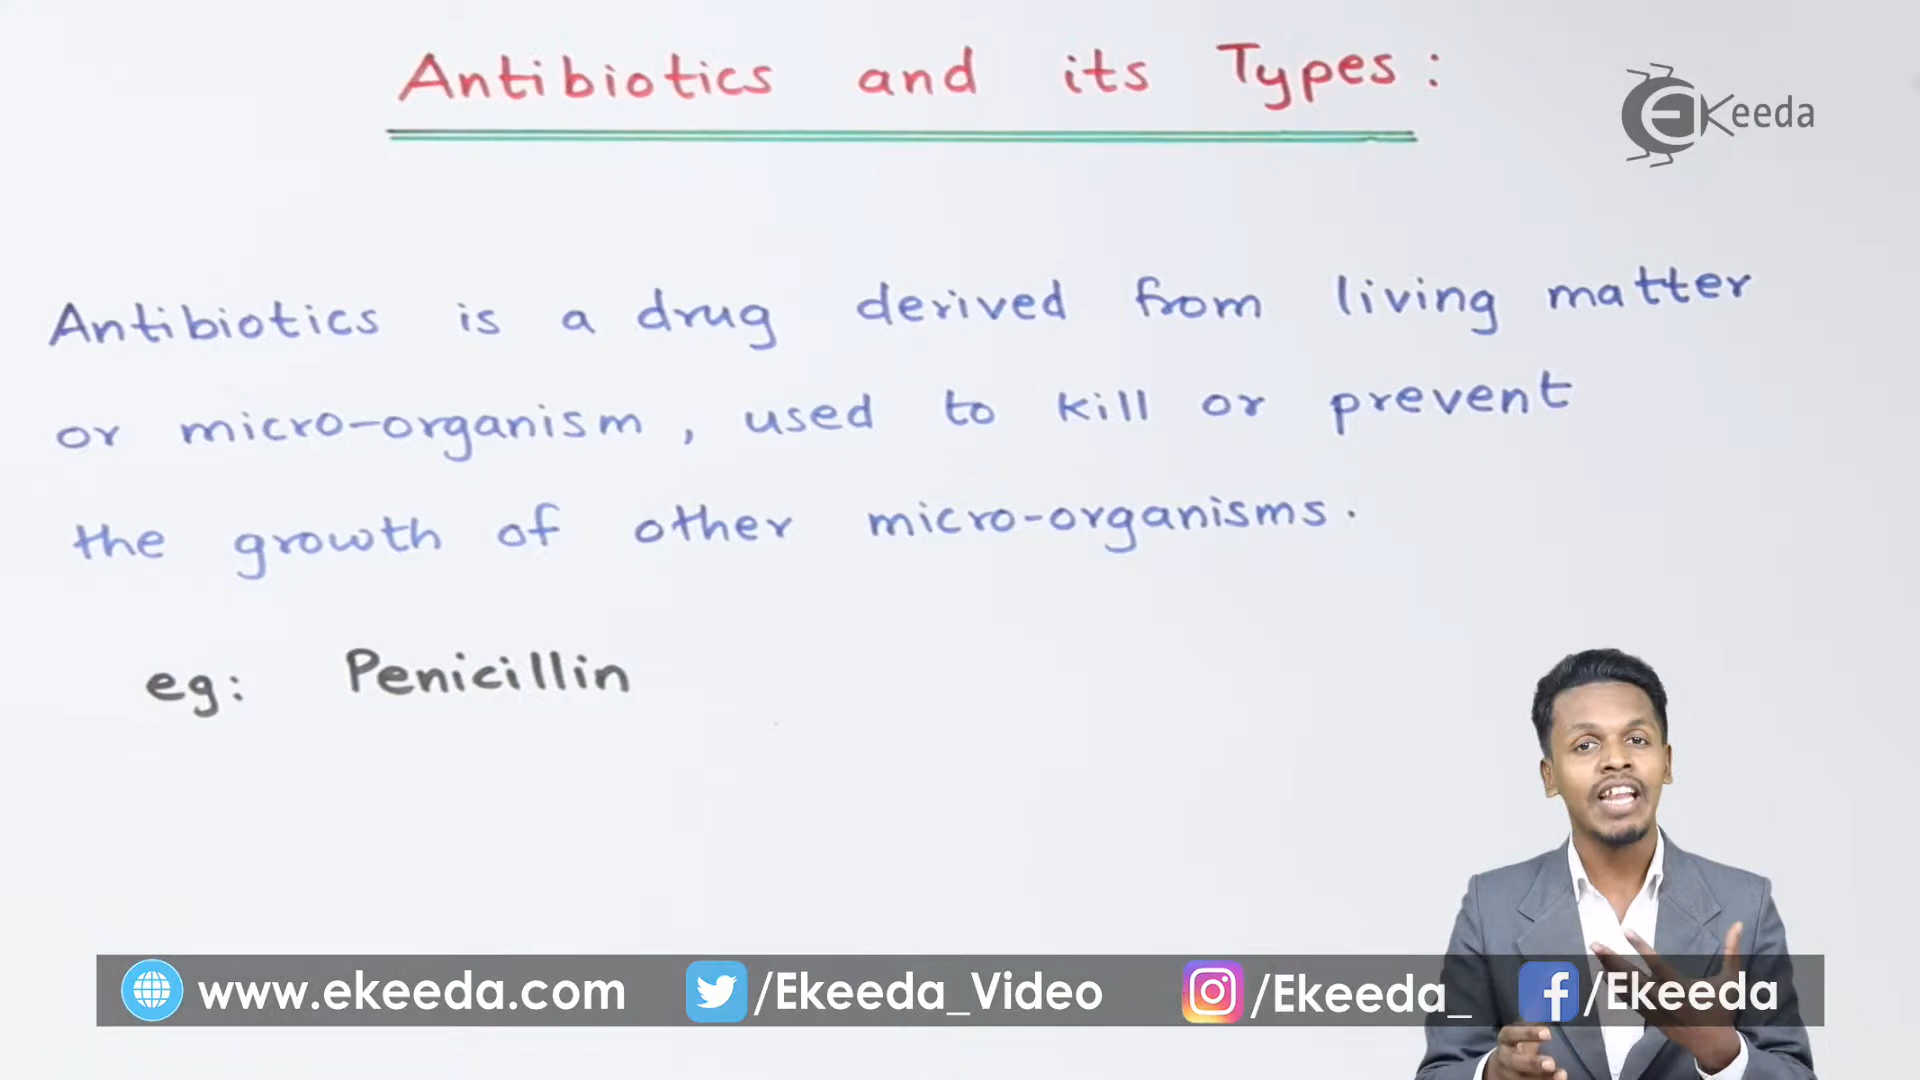 Antibiotics and its Types:
Keeda
Antibiotics is a drug derived from living matter
or micro-organism, used to kill or prevent
the growth of other micro-organisms.
eg: Penicillin
www.ekeeda.com /Ekeeda_Video /Ekeeda_ /Ekeeda